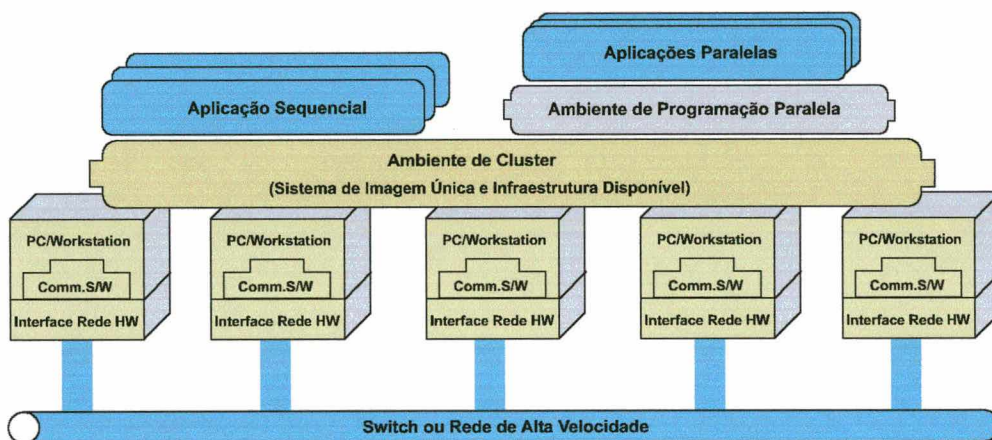 Aplicações Paralelas
Aplicação Sequencial
Ambiente de Programação Paralela
Ambiente de Cluster
(Sistema de Imagem Única e Infraestrutura Disponível)
PC/Workstation
Comm.S/W
Interface Rede HW
PC/Workstation
Comm.S/W
Interface Rede HW
PC/Workstation
Comm.S/W
Interface Rede HW
PC/Workstation
Comm.S/W
Interface Rede HW
PC/Workstation
Comm.S/W
Interface Rede HW
Switch ou Rede de Alta Velocidade